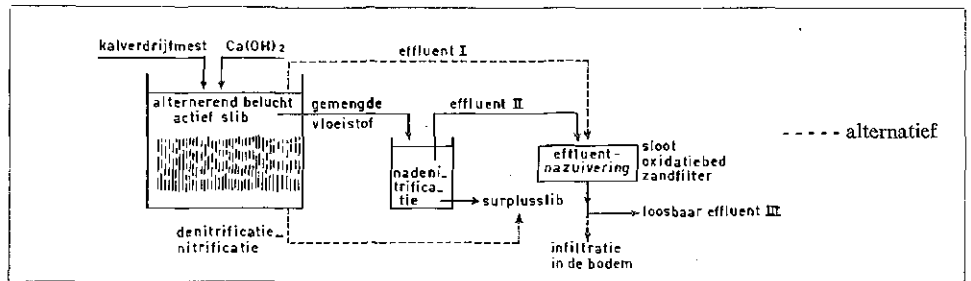 kalverdrijfmest
Ca(OH)2
effluent I
alternerend belucht
actief slib
gemengde
vloeistof
effluent II
nadeni_
trifica_
tie
surplusslib
effluent-
nazuivering
sloot
oxidatiebed
zandfilter
loosbaar effluent III
infiltratie
in de bodem
denitrificatie_
nitrificatie
---- alternatief